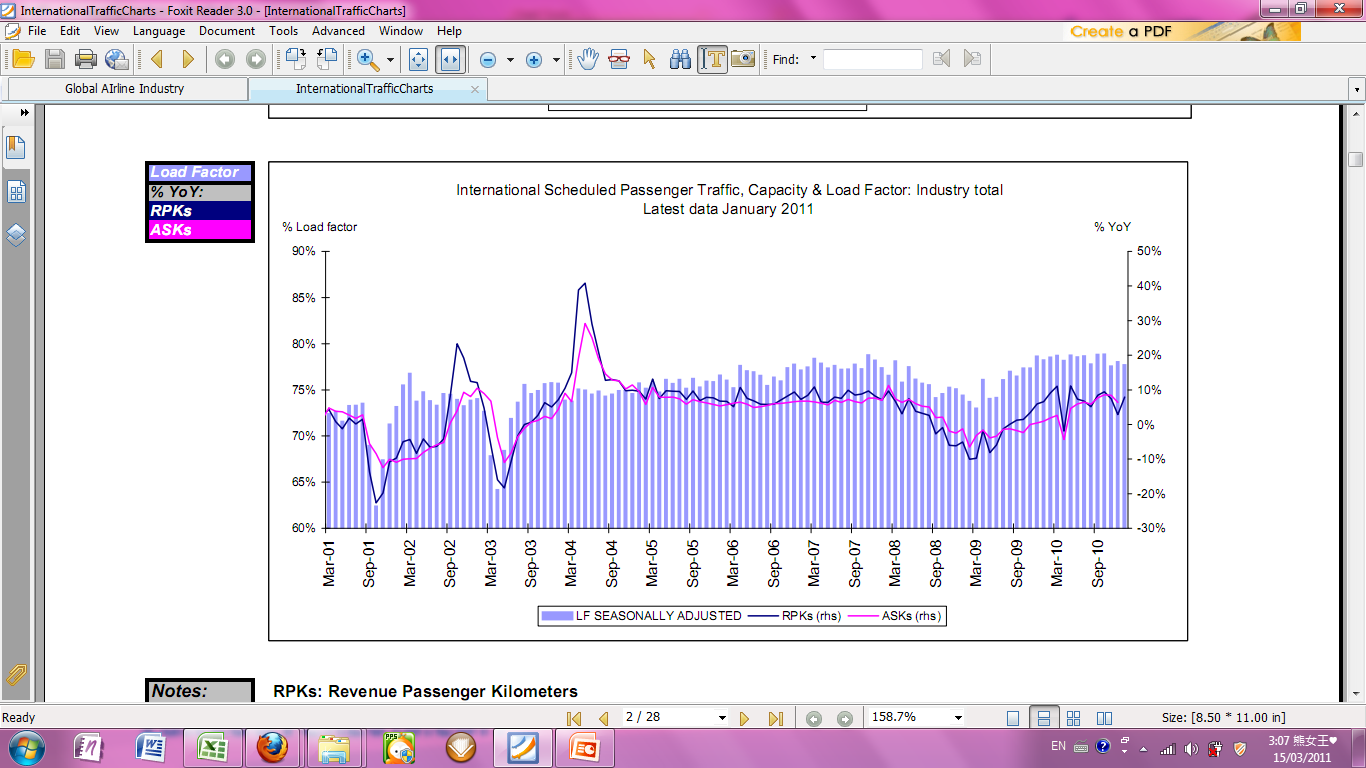 InternationalTrafficCharts - Foxit Reader 3.0 - [InternationalTrafficCharts]
File Edit View Language Document Tools Advanced Window Help
Create a PDF
Find:
Global AIrline Industry InternationalTrafficCharts
Load Factor
% YoY:
RPKs
ASKs
International Scheduled Passenger Traffic, Capacity & Load Factor: Industry total
Latest data January 2011
% Load factor % YoY
90% 50%
40%
85%
30%
80%
20%
75% 10%
0%
70%
-10%
65%
-20%
60% -30%
Mar-01 Sep-01 Mar-02 Sep-02 Mar-03 Sep-03 Mar-04 Sep-04 Mar-05 Sep-05 Mar-06 Sep-06 Mar-07 Sep-07 Mar-08 Sep-08 Mar-09 Sep-09 Mar-10 Sep-10
LF SEASONALLY ADJUSTED RPKs (rhs) ASKs (rhs)
Notes: RPKs: Revenue Passenger Kilometers
Ready 2 / 28 158.7% Size: [8.50 * 11.00 in]
PPS
EN 3:07 熊女王♥
15/03/2011